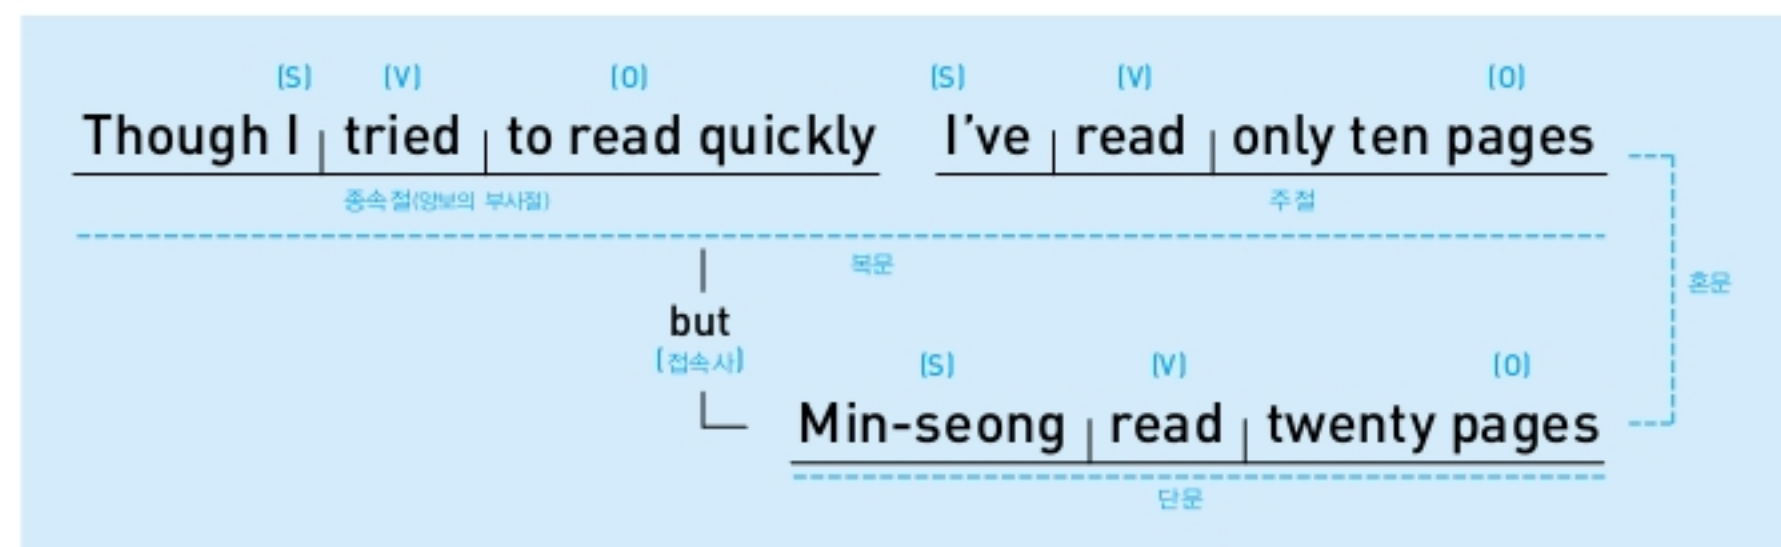 (S) (V) (O) (S) (V) (O)
Though I tried to read quickly I've read only ten pages
종속절(양보의 부사절) 주절
복문
혼문
but
(접속사) (S) (V) (O)
Min-seong read twenty pages
단문